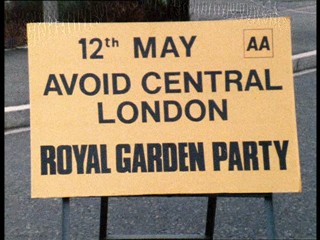 12th MAY AA
AVOID CENTRAL
LONDON
ROYAL GARDEN PARTY